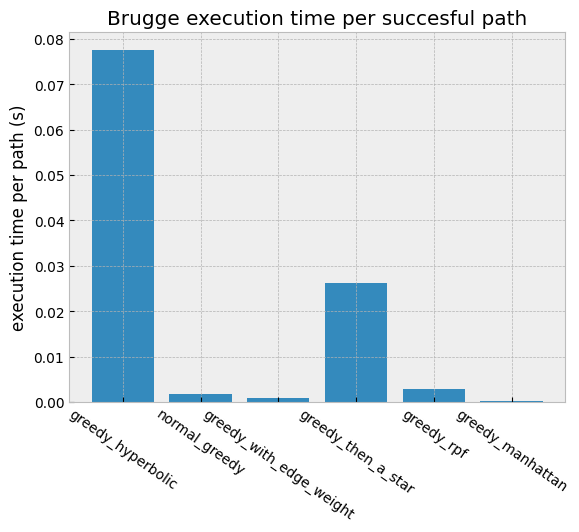 Brugge execution time per succesful path
execution time per path (s)
0.08
0.07
0.06
0.05
0.04
0.03
0.02
0.01
0.00
greedy_hyperbolic
normal_greedy
greedy_with_edge_weight
greedy_then_a_star
greedy_rpf
greedy_manhattan